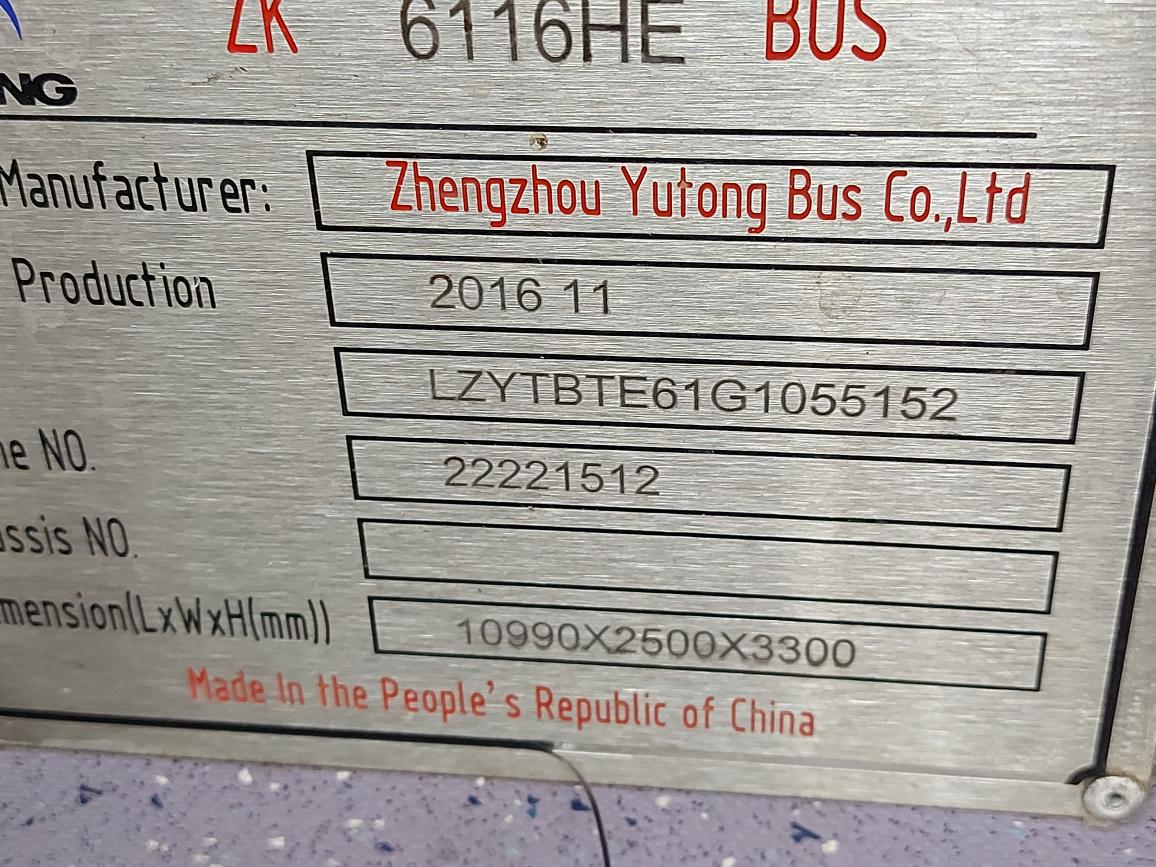 ZK 6116HE BUS
NG
Manufacturer: Zhengzhou Yutong Bus Co.,Ltd
Production 2016 11
LZYTBTE61G1055152
ne NO. 22221512
ssis NO.
mension(LxWxH(mm)) 10990X2500X3300
Made In the People's Republic of China